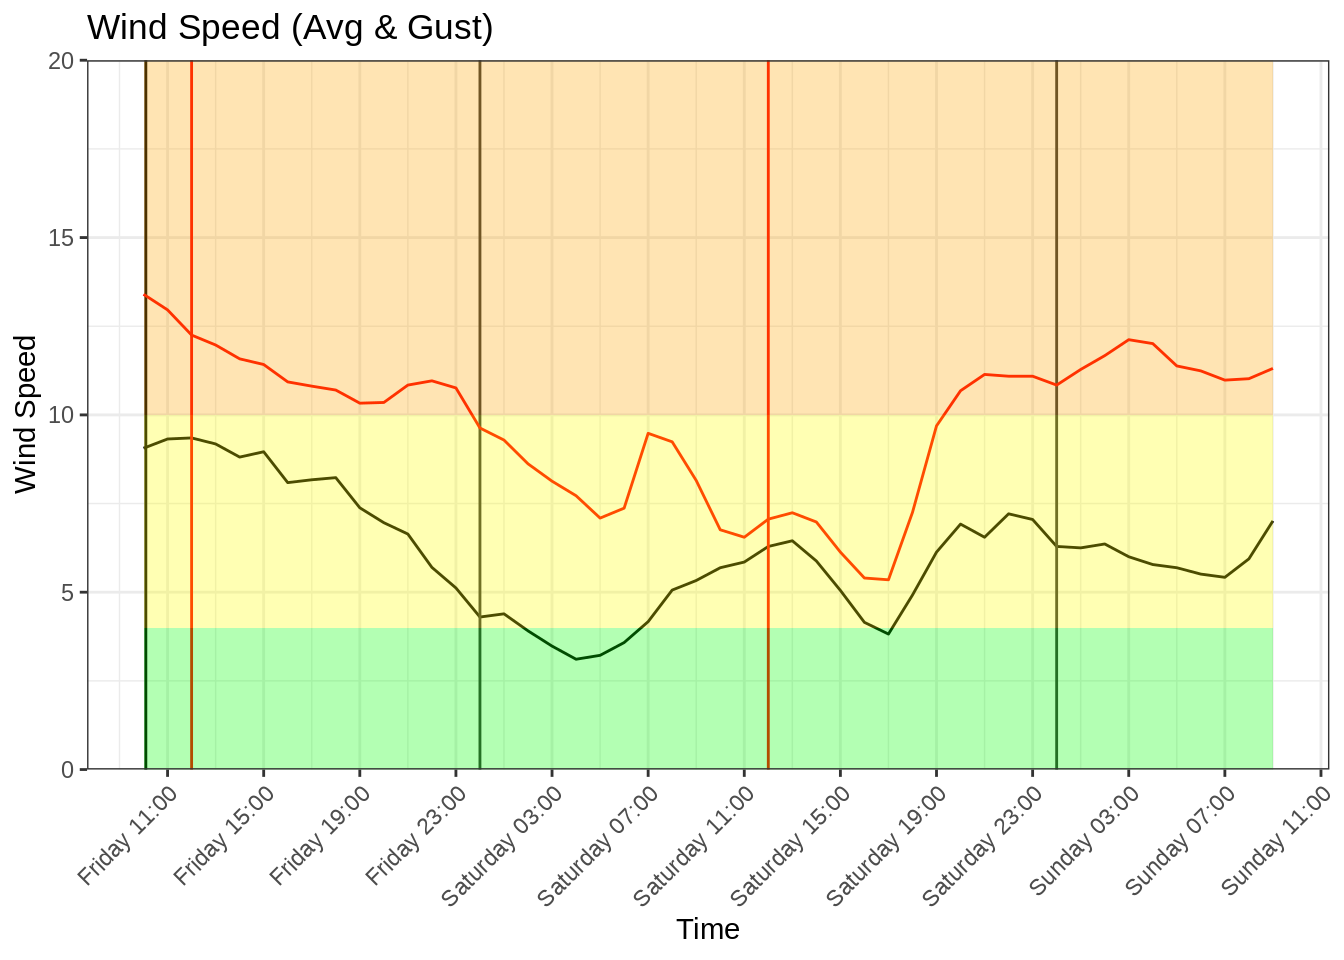 Wind Speed (Avg & Gust)
20
15
10
5
0
Wind Speed
Friday 11:00
Friday 15:00
Friday 19:00
Friday 23:00
Saturday 03:00
Saturday 07:00
Saturday 11:00
Saturday 15:00
Saturday 19:00
Saturday 23:00
Sunday 03:00
Sunday 07:00
Sunday 11:00
Time